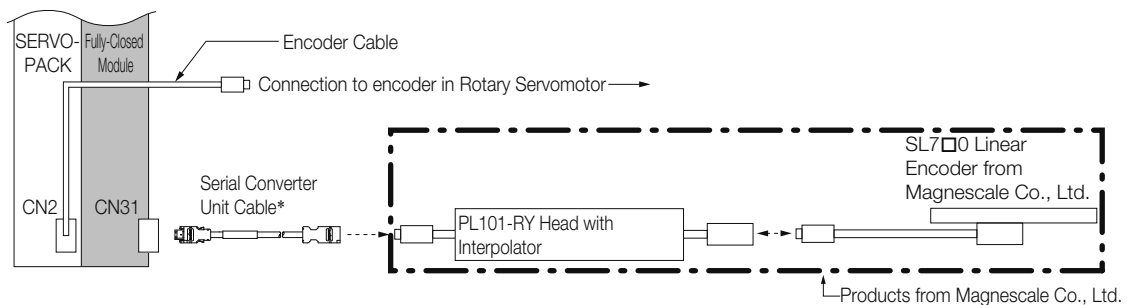 SERVO-
PACK
Fully-Closed
Module
Encoder Cable
Connection to encoder in Rotary Servomotor
SL7□0 Linear
Encoder from
Magnescale Co., Ltd.
CN2
CN31
Serial Converter
Unit Cable*
PL101-RY Head with
Interpolator
Products from Magnescale Co., Ltd.